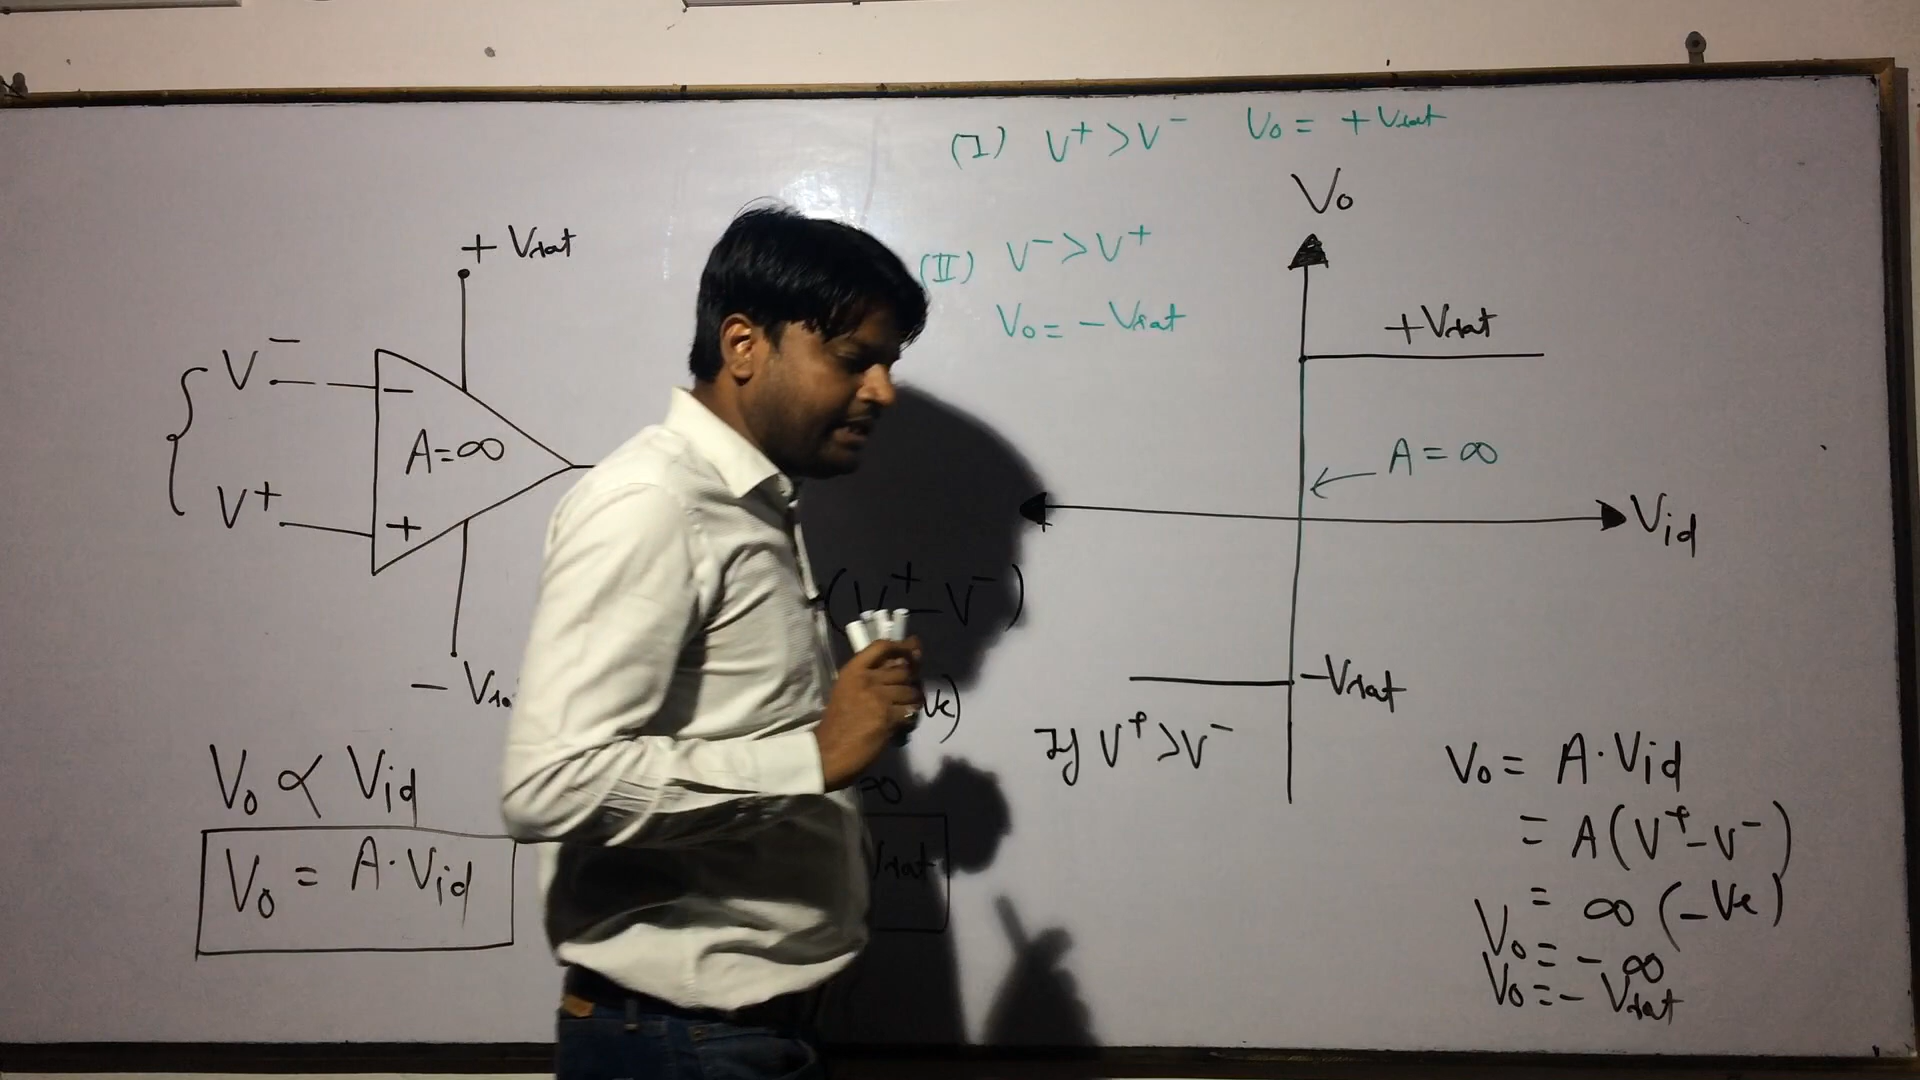 (I) V⁺ > V⁻ V₀ = +Vsat
(II) V⁻ > V⁺
V₀ = -Vsat
+Vsat
V⁻
-
A=∞
V⁺
+
V₀ ∝ Vid
V₀ = A·Vid
(V⁺-V⁻)
V₀
+Vsat
A = ∞
Vid
-Vsat
If V⁺ > V⁻
V₀ = A·Vid
= A(V⁺-V⁻)
= ∞ (-Ve)
V₀ = -∞
V₀ = -Vsat